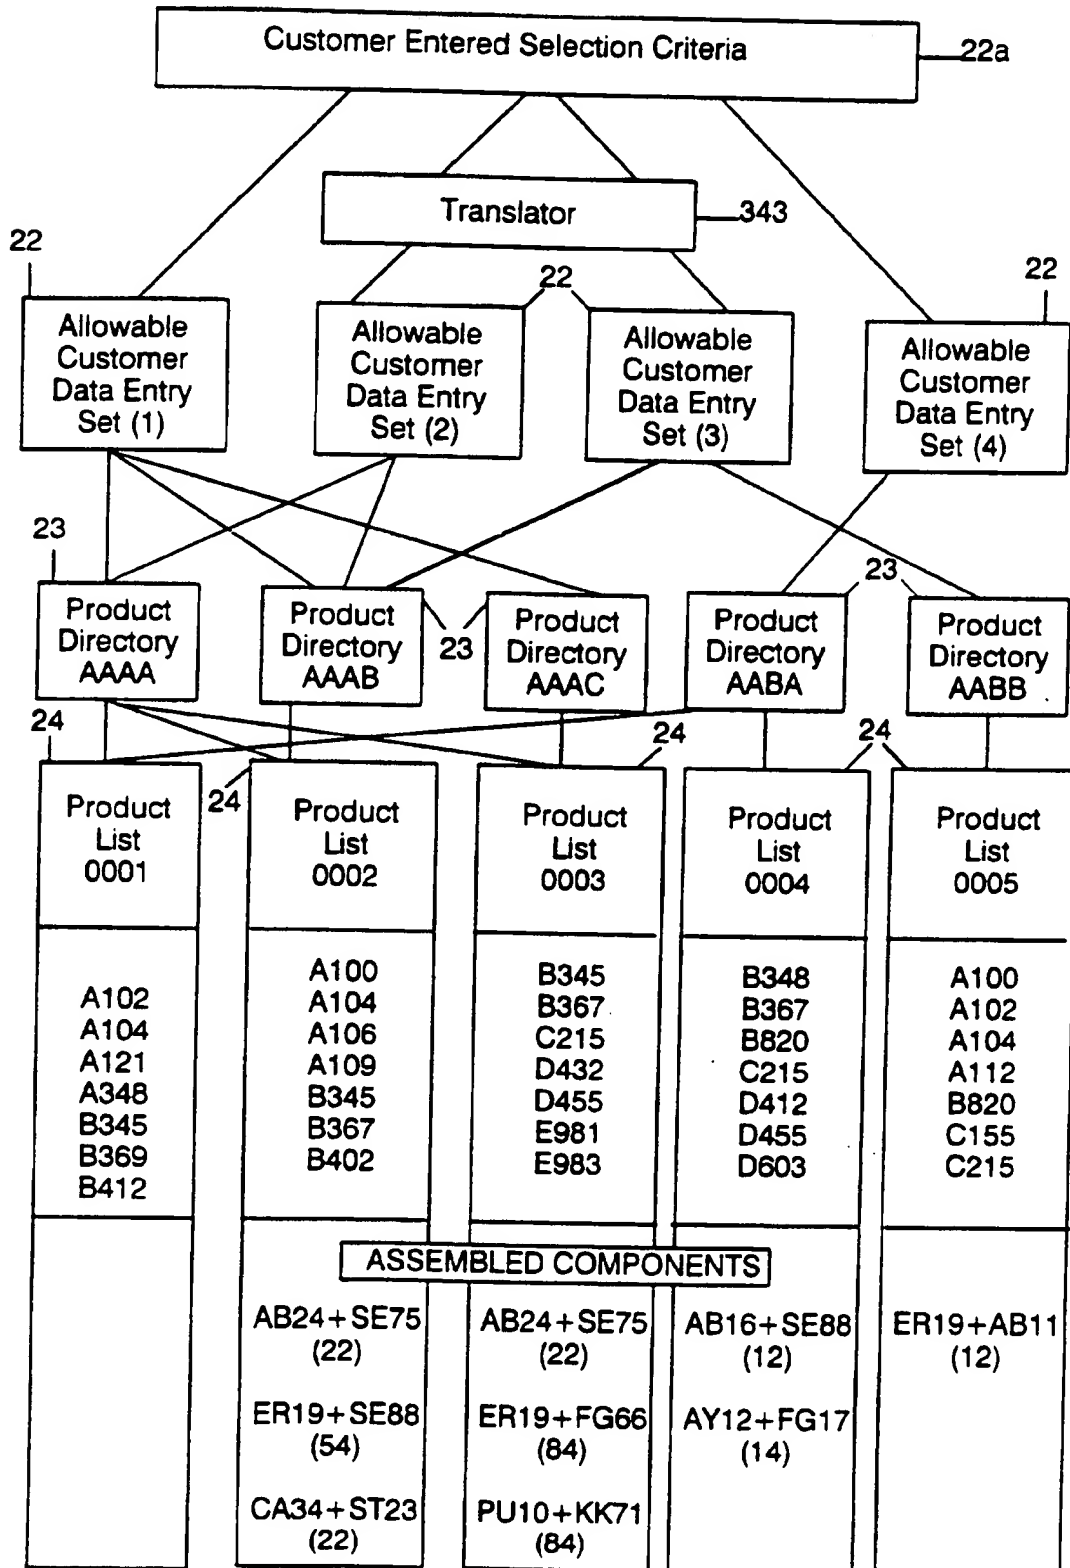 Customer Entered Selection Criteria
22a
Translator
343
22
22
22
Allowable
Customer
Data Entry
Set (1)
Allowable
Customer
Data Entry
Set (2)
Allowable
Customer
Data Entry
Set (3)
Allowable
Customer
Data Entry
Set (4)
23
23
23
Product
Directory
AAAA
Product
Directory
AAAB
Product
Directory
AAAC
Product
Directory
AABA
Product
Directory
AABB
24
24
24
24
Product
List
0001
Product
List
0002
Product
List
0003
Product
List
0004
Product
List
0005
A102
A104
A121
A348
B345
B369
B412
A100
A104
A106
A109
B345
B367
B402
B345
B367
C215
D432
D455
E981
E983
B348
B367
B820
C215
D412
D455
D603
A100
A102
A104
A112
B820
C155
C215
ASSEMBLED COMPONENTS
AB24+SE75
(22)
ER19+SE88
(54)
CA34+ST23
(22)
AB24+SE75
(22)
ER19+FG66
(84)
PU10+KK71
(84)
AB16+SE88
(12)
AY12+FG17
(14)
ER19+AB11
(12)